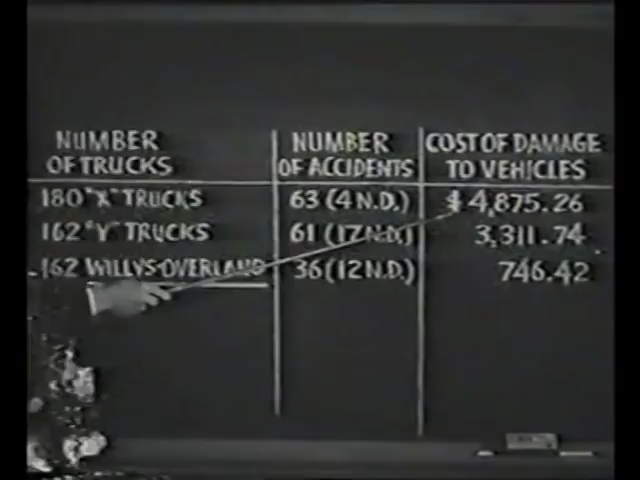 NUMBER OF TRUCKS
NUMBER OF ACCIDENTS
COST OF DAMAGE TO VEHICLES
180 "X" TRUCKS 63 (4 N.D.) $4,875.26
162 "Y" TRUCKS 61 (17 N.D.) 3,311.74
162 WILLYS-OVERLAND 36 (12 N.D.) 746.42